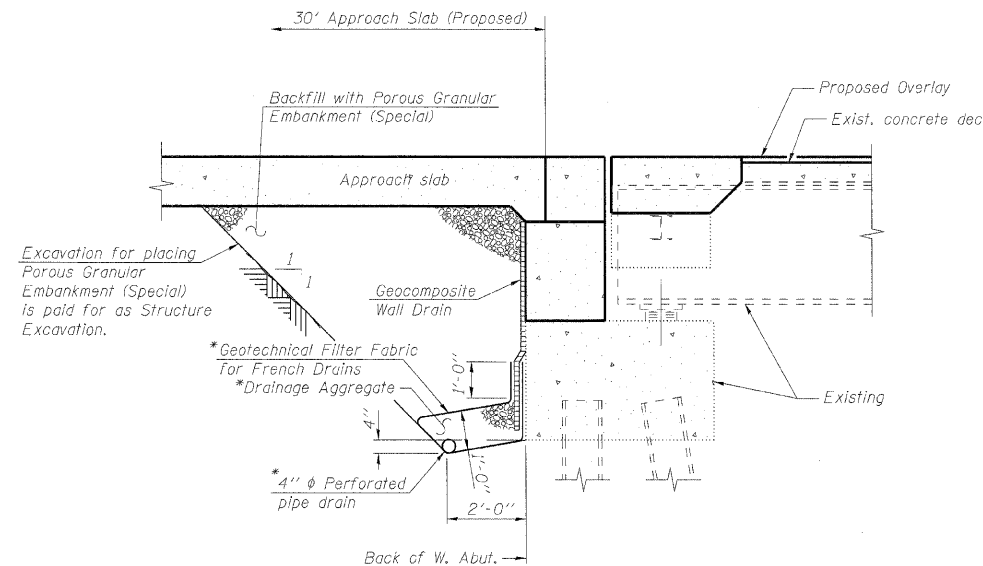 30' Approach Slab (Proposed)
Backfill with Porous Granular
Embankment (Special)
Proposed Overlay
Exist. concrete dec
Approach slab
Excavation for placing
Porous Granular
Embankment (Special)
is paid for as Structure
Excavation.
1
1
Geocomposite
Wall Drain
*Geotechnical Filter Fabric
for French Drains
*Drainage Aggregate
1'-0"
Existing
4"
1'-0"
*4" ϕ Perforated
pipe drain
2'-0"
Back of W. Abut.